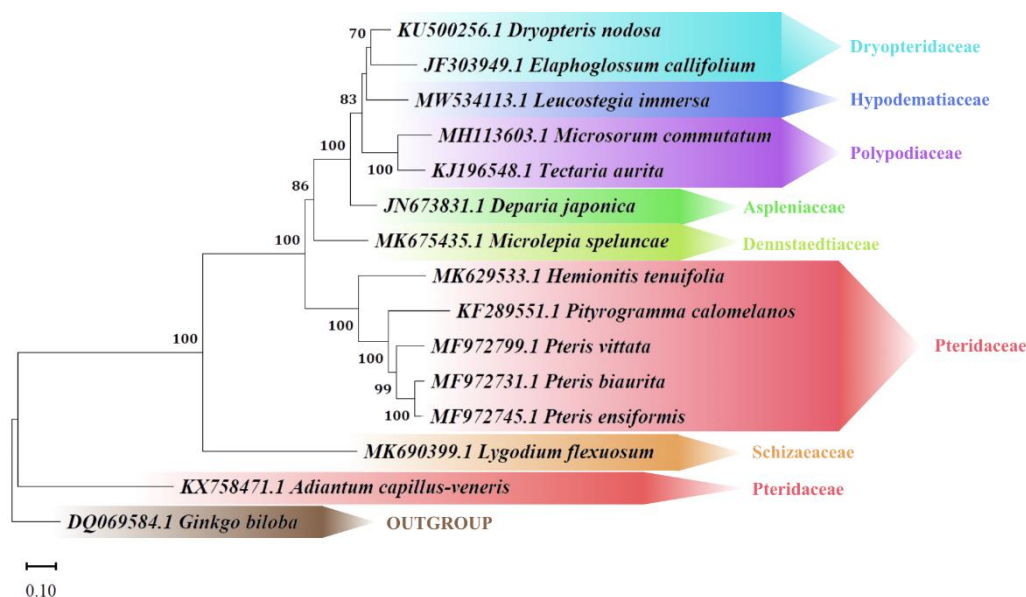 70
KU500256.1 Dryopteris nodosa
Dryopteridaceae
JF303949.1 Elaphoglossum callifolium
83
MW534113.1 Leucostegia immersa
Hypodematiaceae
MH113603.1 Microsorum commutatum
100
Polypodiaceae
100
KJ196548.1 Tectaria aurita
86
JN673831.1 Deparia japonica
Aspleniaceae
100
MK675435.1 Microlepia speluncae
Dennstaedtiaceae
MK629533.1 Hemionitis tenuifolia
100
KF289551.1 Pityrogramma calomelanos
100
MF972799.1 Pteris vittata
Pteridaceae
100
99
MF972731.1 Pteris biaurita
100
MF972745.1 Pteris ensiformis
MK690399.1 Lygodium flexuosum
Schizaeaceae
KX758471.1 Adiantum capillus-veneris
Pteridaceae
DQ069584.1 Ginkgo biloba
OUTGROUP
0.10